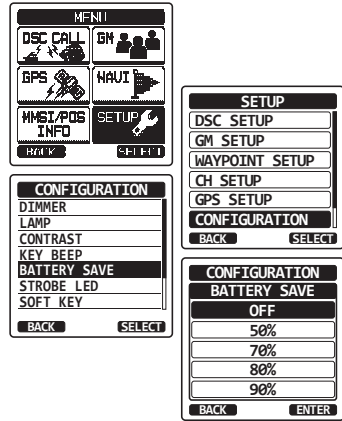 MENU
DSC CALL
GM
GPS
NAVI
MMSI/POS
INFO
SETUP
BACK SELECT
SETUP
DSC SETUP
GM SETUP
WAYPOINT SETUP
CH SETUP
GPS SETUP
CONFIGURATION
BACK SELECT
CONFIGURATION
DIMMER
LAMP
CONTRAST
KEY BEEP
BATTERY SAVE
STROBE LED
SOFT KEY
BACK SELECT
CONFIGURATION
BATTERY SAVE
OFF
50%
70%
80%
90%
BACK ENTER